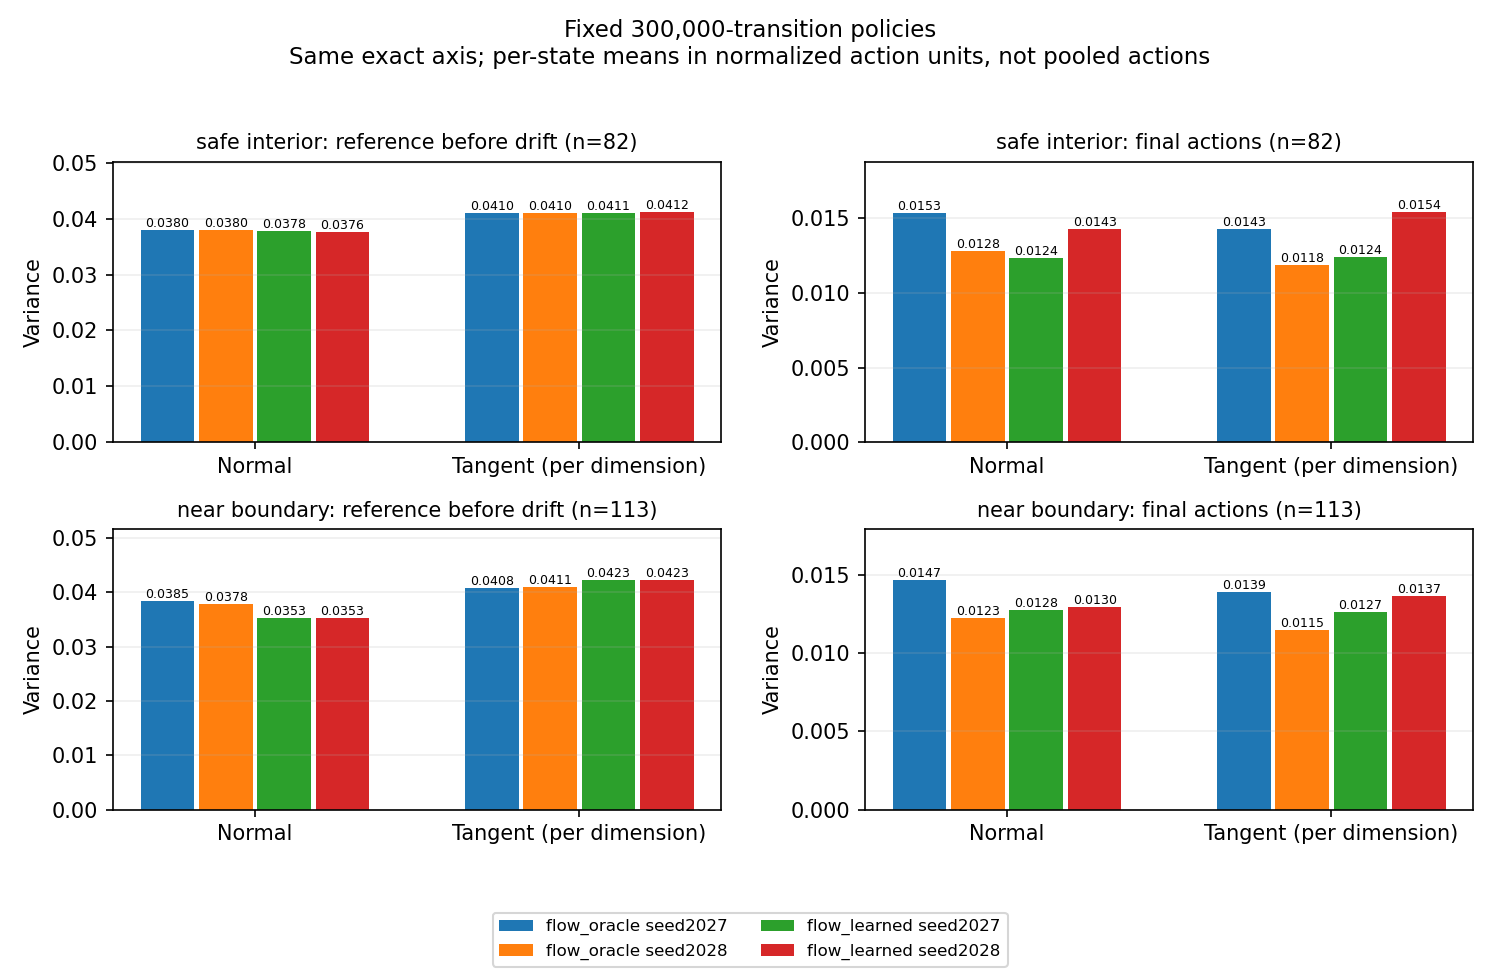 Fixed 300,000-transition policies
Same exact axis; per-state means in normalized action units, not pooled actions
safe interior: reference before drift (n=82)
Variance
0.05
0.04
0.03
0.02
0.01
0.00
0.0380 0.0380 0.0378 0.0376
0.0410 0.0410 0.0411 0.0412
Normal Tangent (per dimension)
safe interior: final actions (n=82)
Variance
0.015
0.010
0.005
0.000
0.0153 0.0128 0.0124 0.0143
0.0143 0.0118 0.0124 0.0154
Normal Tangent (per dimension)
near boundary: reference before drift (n=113)
Variance
0.05
0.04
0.03
0.02
0.01
0.00
0.0385 0.0378 0.0353 0.0353
0.0408 0.0411 0.0423 0.0423
Normal Tangent (per dimension)
near boundary: final actions (n=113)
Variance
0.015
0.010
0.005
0.000
0.0147 0.0123 0.0128 0.0130
0.0139 0.0115 0.0127 0.0137
Normal Tangent (per dimension)
flow_oracle seed2027
flow_oracle seed2028
flow_learned seed2027
flow_learned seed2028